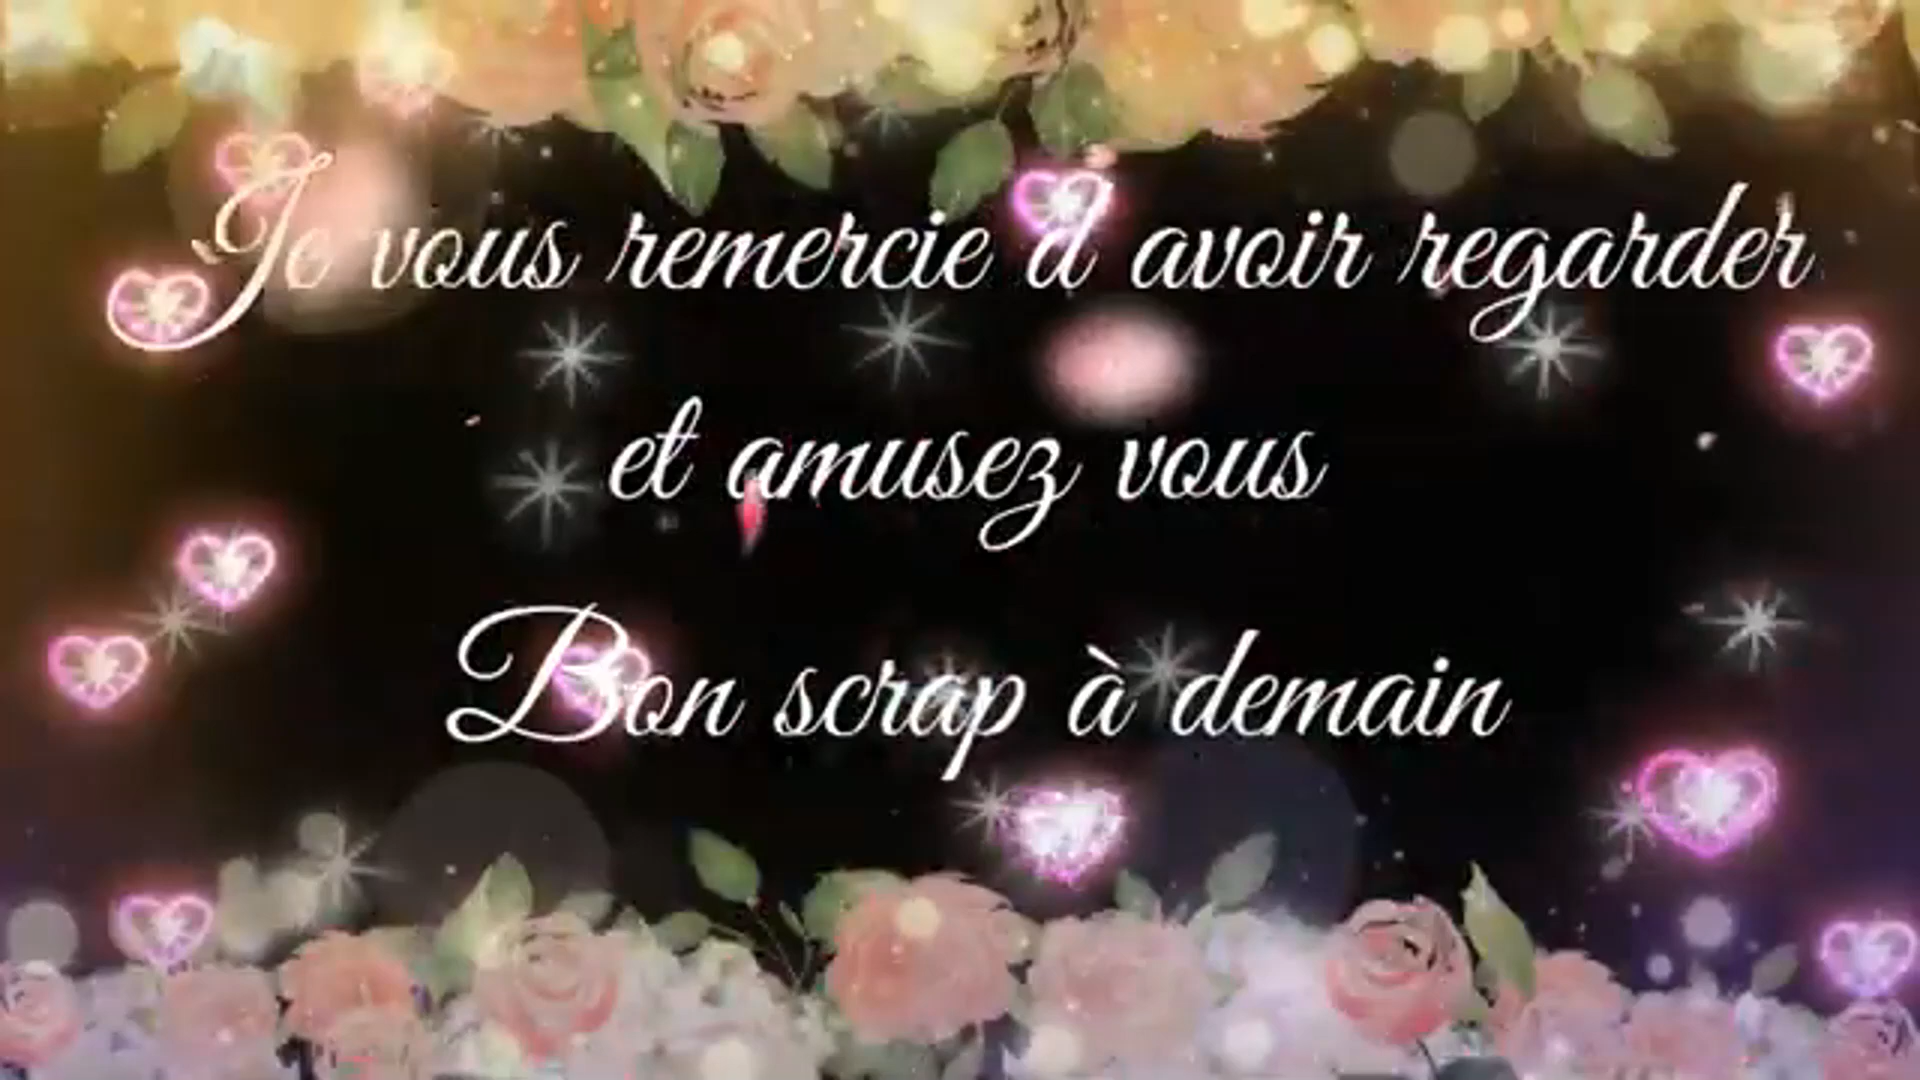 Je vous remercie d avoir regarder
et amusez vous
Bon scrap à demain